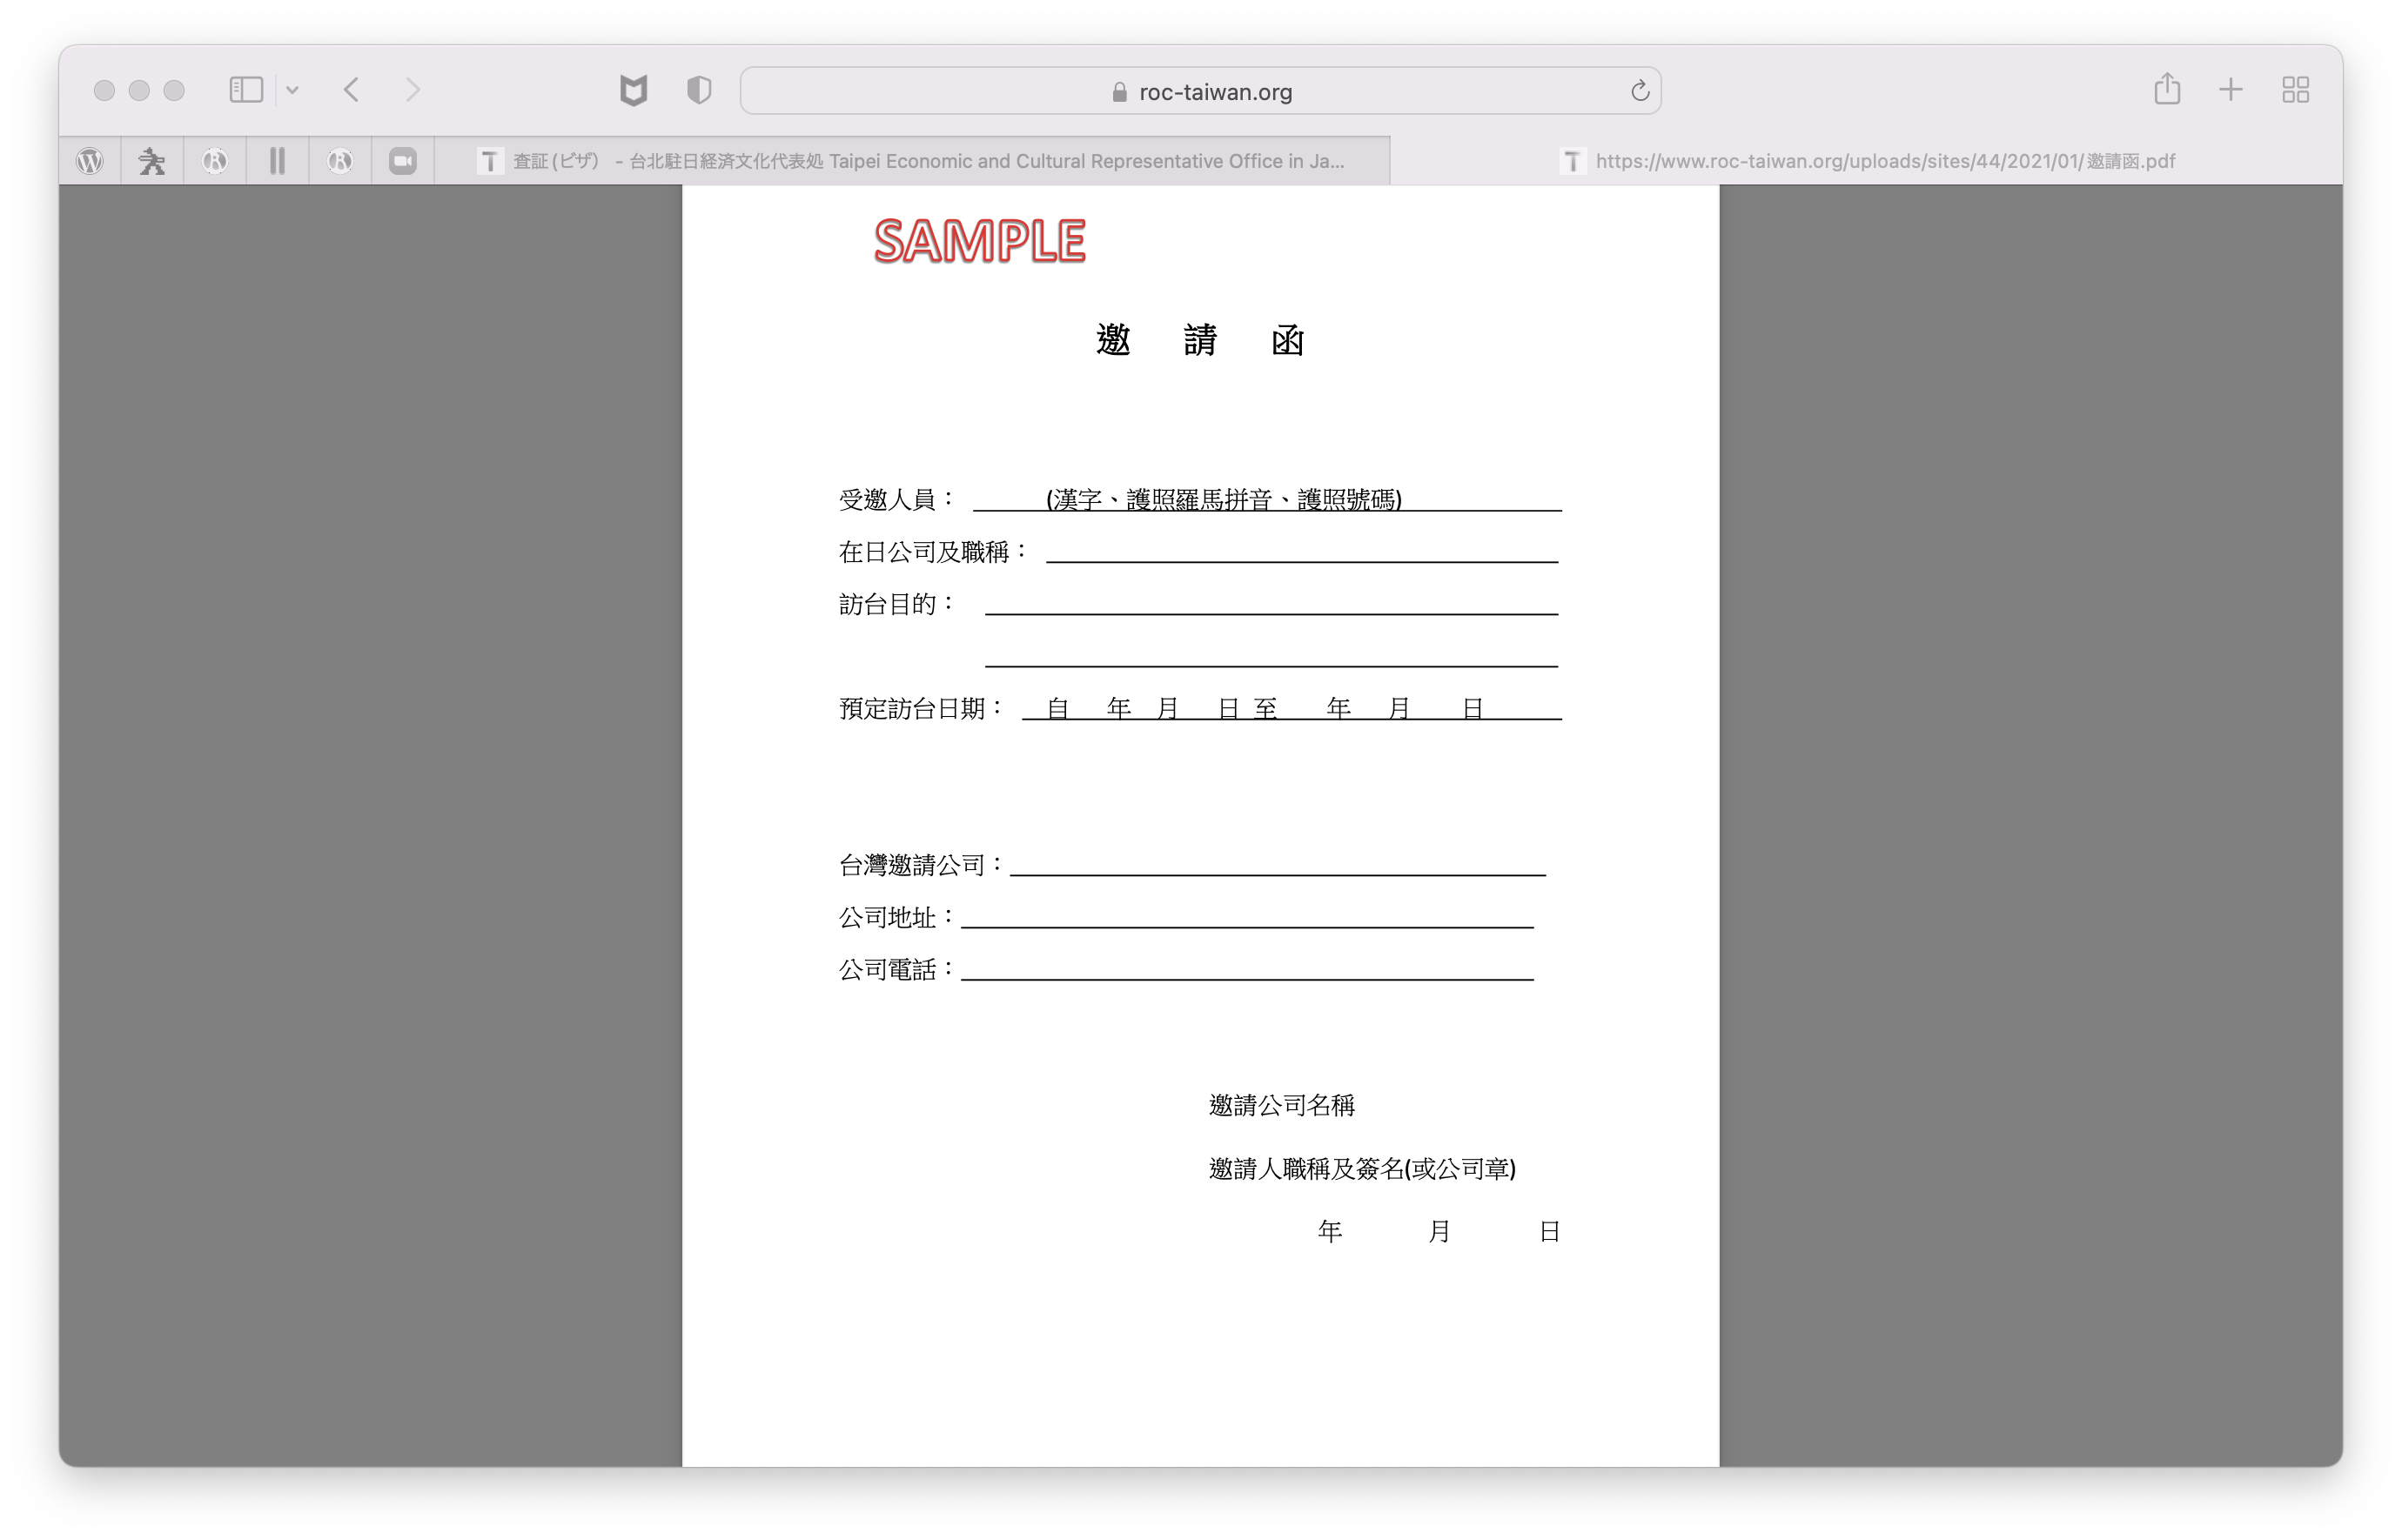 roc-taiwan.org
査証(ビザ) - 台北駐日経済文化代表処 Taipei Economic and Cultural Representative Office in Ja...
https://www.roc-taiwan.org/uploads/sites/44/2021/01/邀請函.pdf
SAMPLE
邀 請 函
受邀人員： (漢字、護照羅馬拼音、護照號碼)
在日公司及職稱：
訪台目的：
預定訪台日期： 自 年 月 日 至 年 月 日
台灣邀請公司：
公司地址：
公司電話：
邀請公司名稱
邀請人職稱及簽名(或公司章)
年 月 日